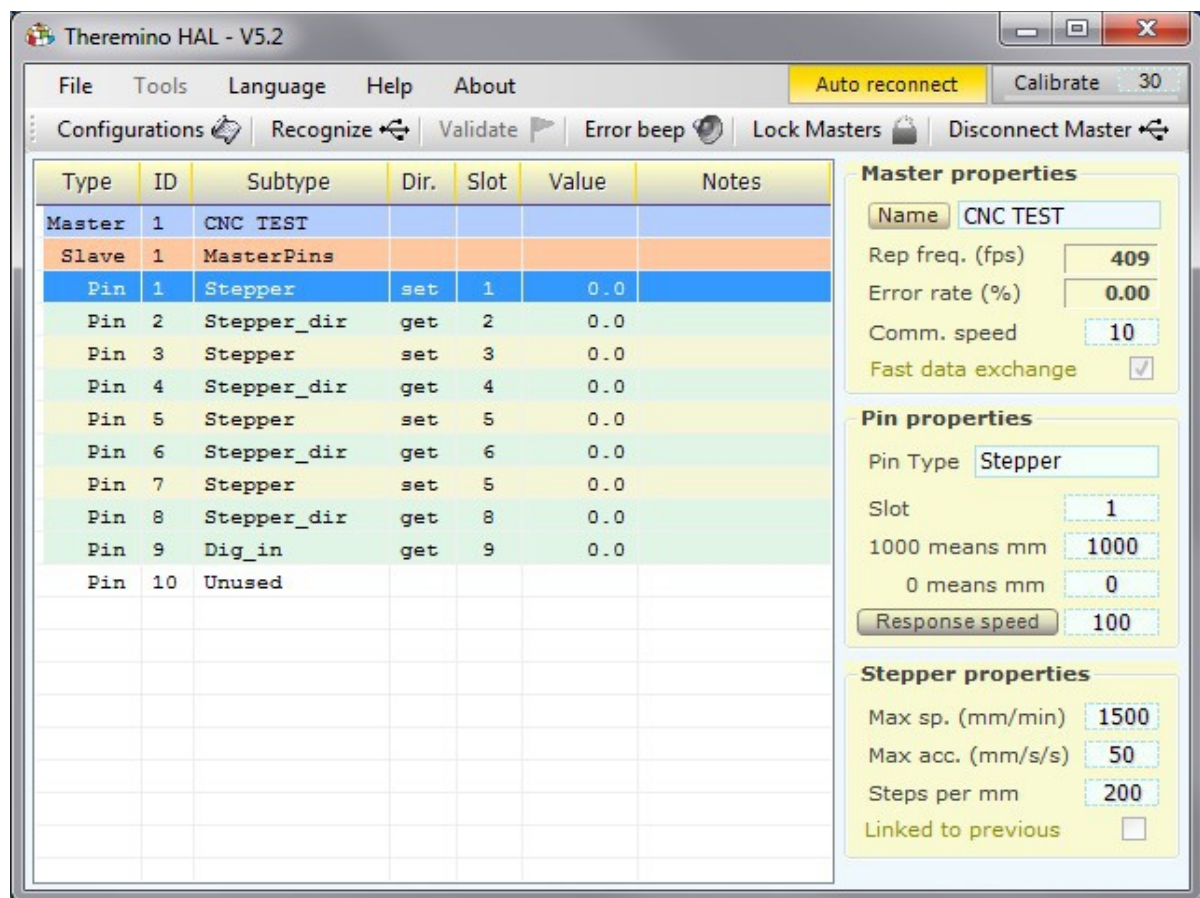 Theremino HAL - V5.2
File Tools Language Help About Auto reconnect Calibrate 30
Configurations Recognize Validate Error beep Lock Masters Disconnect Master
Type ID Subtype Dir. Slot Value Notes
Master 1 CNC TEST
Slave 1 MasterPins
Pin 1 Stepper set 1 0.0
Pin 2 Stepper_dir get 2 0.0
Pin 3 Stepper set 3 0.0
Pin 4 Stepper_dir get 4 0.0
Pin 5 Stepper set 5 0.0
Pin 6 Stepper_dir get 6 0.0
Pin 7 Stepper set 5 0.0
Pin 8 Stepper_dir get 8 0.0
Pin 9 Dig_in get 9 0.0
Pin 10 Unused
Master properties
Name CNC TEST
Rep freq. (fps) 409
Error rate (%) 0.00
Comm. speed 10
Fast data exchange
Pin properties
Pin Type Stepper
Slot 1
1000 means mm 1000
0 means mm 0
Response speed 100
Stepper properties
Max sp. (mm/min) 1500
Max acc. (mm/s/s) 50
Steps per mm 200
Linked to previous